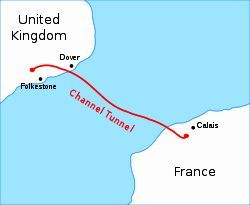 United
Kingdom
Dover
Folkestone
Channel Tunnel
Calais
France